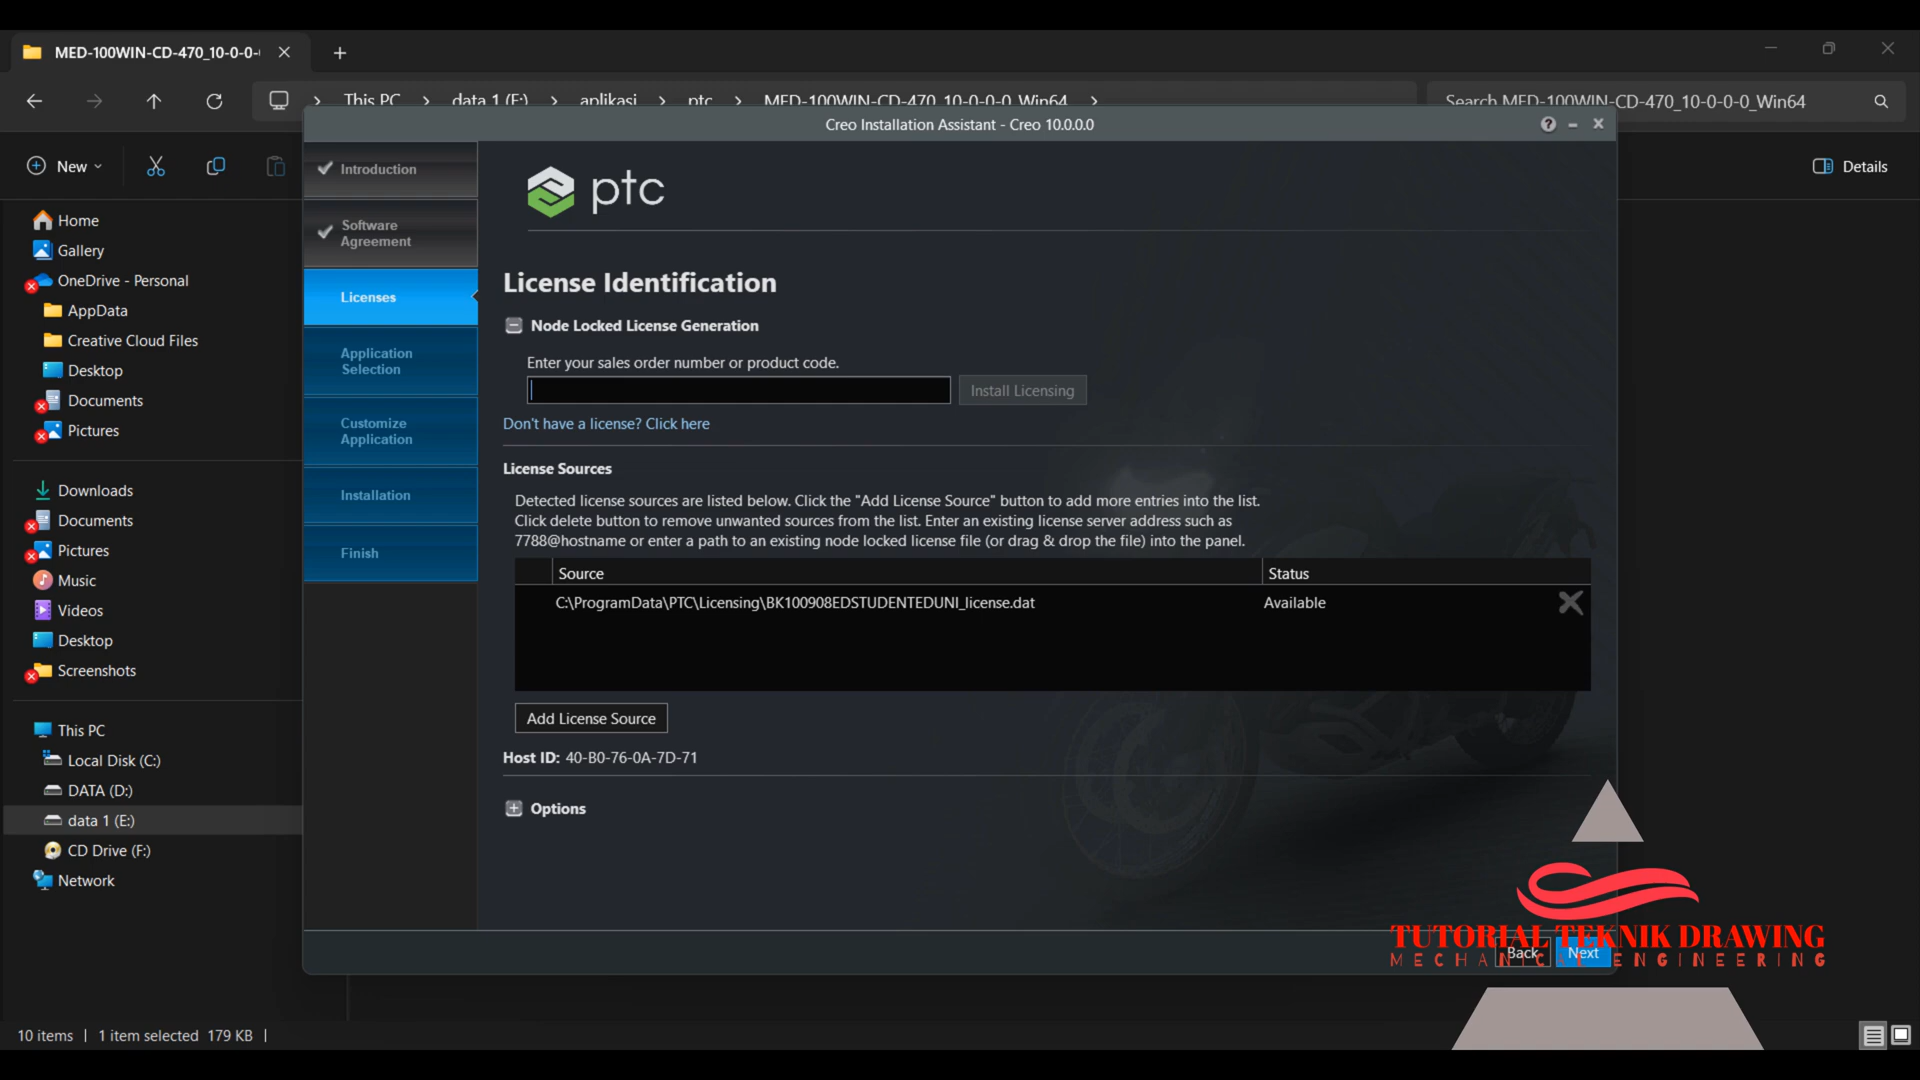 MED-100WIN-CD-470_10-0-0-
This PC > data 1 (E:) > aplikasi > ptc > MED-100WIN-CD-470_10-0-0-0_Win64 >
Search MED-100WIN-CD-470_10-0-0-0_Win64
Creo Installation Assistant - Creo 10.0.0.0
New
Details
Home
Gallery
OneDrive - Personal
AppData
Creative Cloud Files
Desktop
Documents
Pictures
Downloads
Documents
Pictures
Music
Videos
Desktop
Screenshots
This PC
Local Disk (C:)
DATA (D:)
data 1 (E:)
CD Drive (F:)
Network
Introduction
Software
Agreement
Licenses
Application
Selection
Customize
Application
Installation
Finish
ptc
License Identification
Node Locked License Generation
Enter your sales order number or product code.
Install Licensing
Don't have a license? Click here
License Sources
Detected license sources are listed below. Click the "Add License Source" button to add more entries into the list.
Click delete button to remove unwanted sources from the list. Enter an existing license server address such as
7788@hostname or enter a path to an existing node locked license file (or drag & drop the file) into the panel.
Source Status
C:\ProgramData\PTC\Licensing\BK100908EDSTUDENTEDUNI_license.dat Available
Add License Source
Host ID: 40-B0-76-0A-7D-71
Options
Back Next
TUTORIAL TEKNIK DRAWING
MECHANICAL ENGINEERING
10 items | 1 item selected 179 KB |